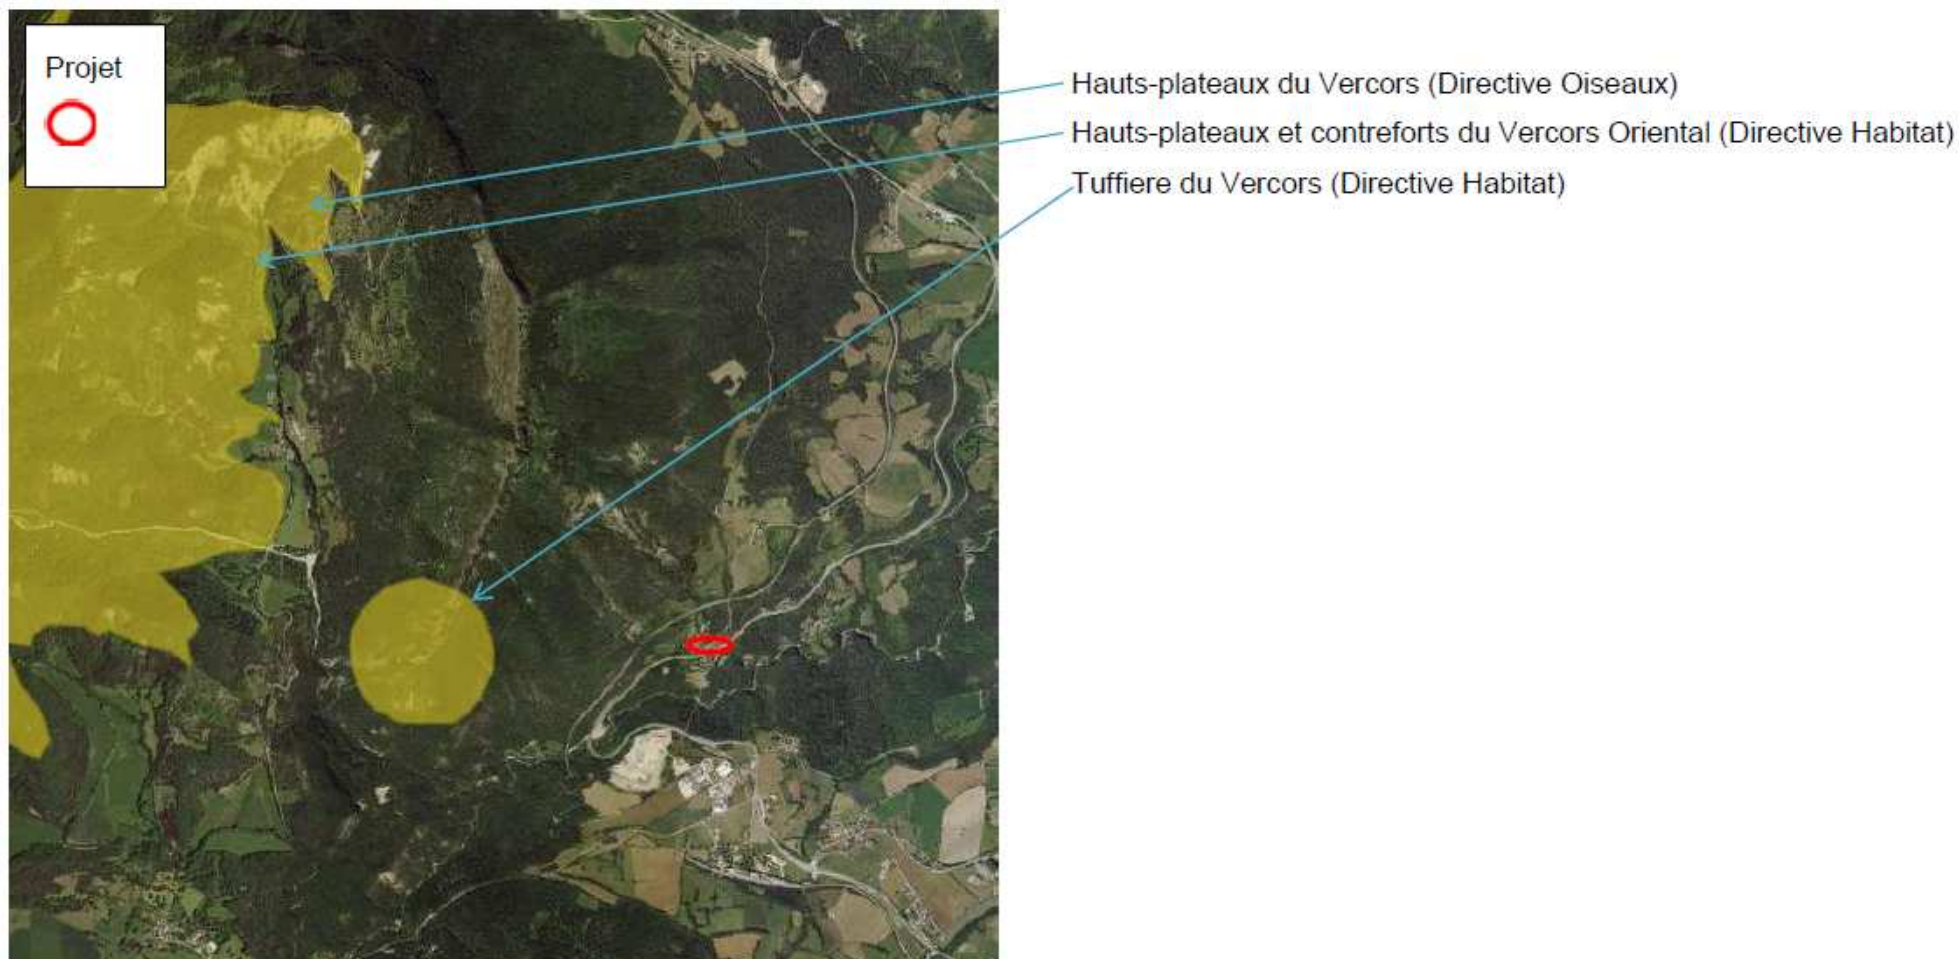 Projet
Hauts-plateaux du Vercors (Directive Oiseaux)
Hauts-plateaux et contreforts du Vercors Oriental (Directive Habitat)
Tuffiere du Vercors (Directive Habitat)